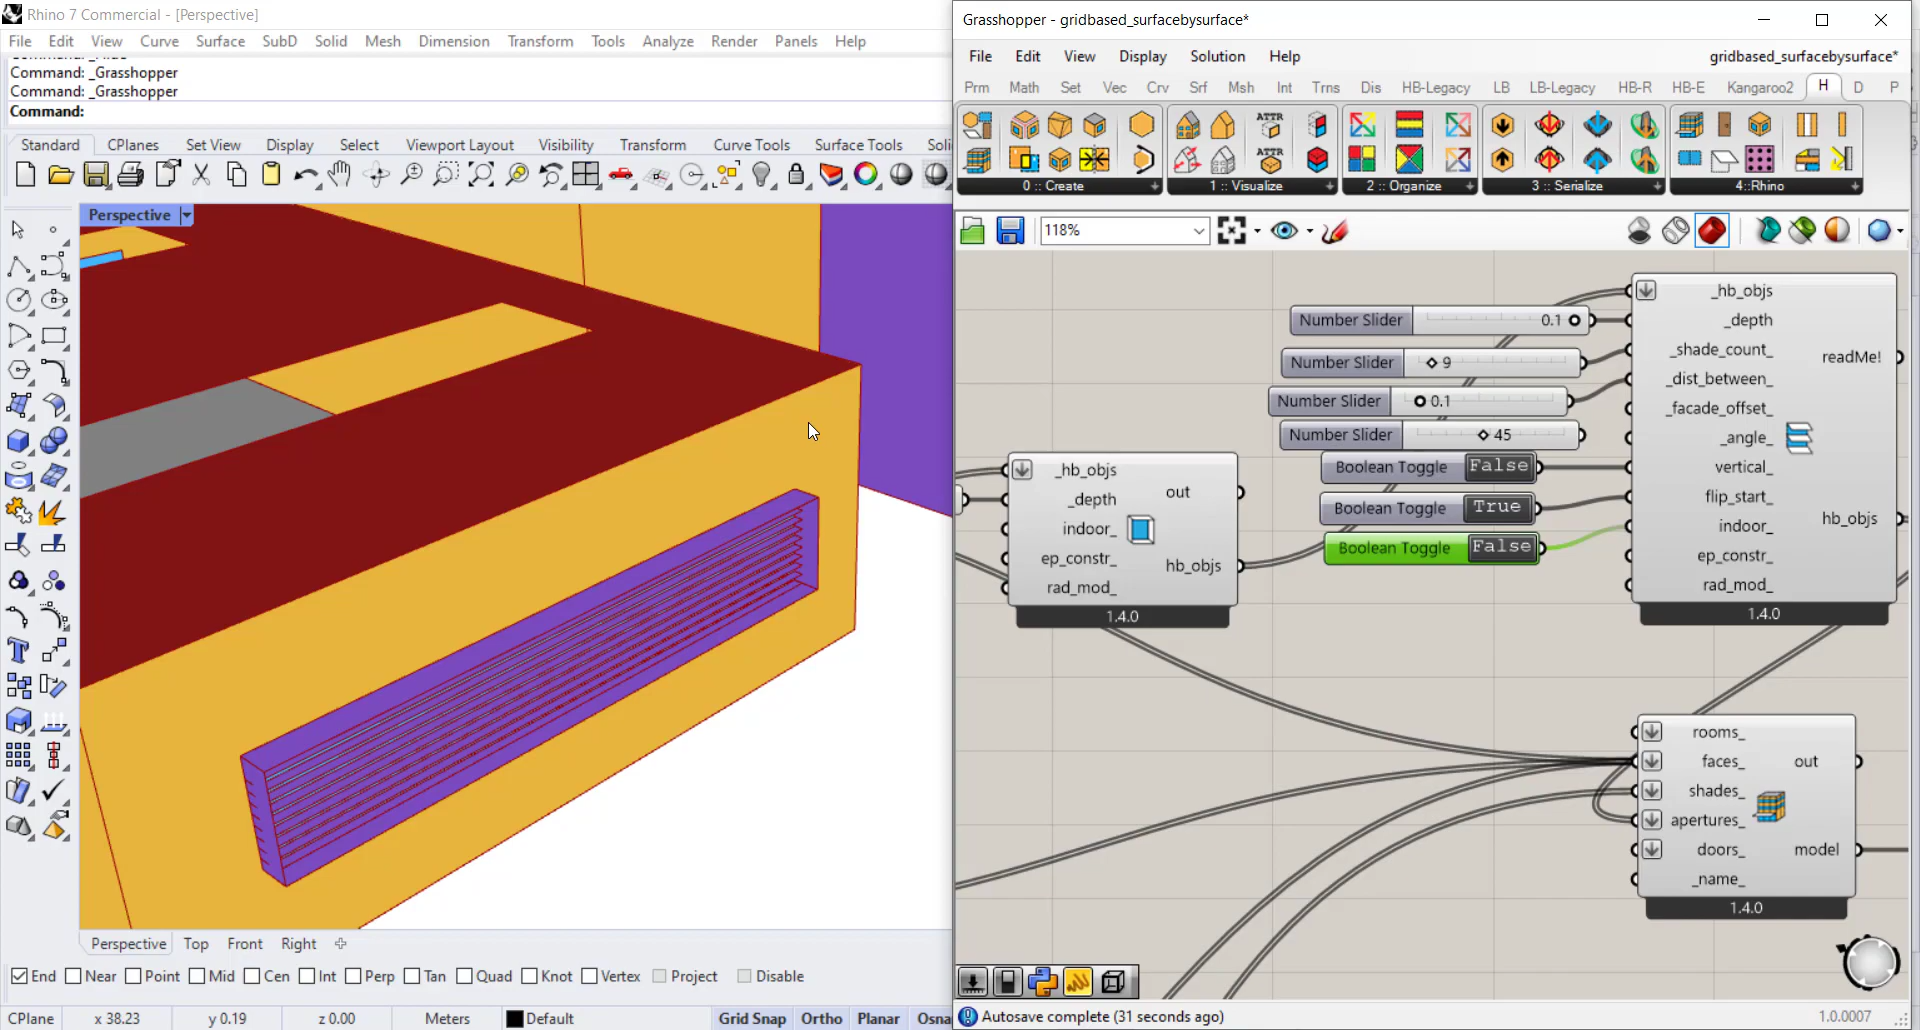 Rhino 7 Commercial - [Perspective]
File Edit View Curve Surface SubD Solid Mesh Dimension Transform Tools Analyze Render Panels Help
Command: _Grasshopper
Command: _Grasshopper
Command:
Standard CPlanes Set View Display Select Viewport Layout Visibility Transform Curve Tools Surface Tools Soli
Perspective
Perspective Top Front Right
End Near Point Mid Cen Int Perp Tan Quad Knot Vertex Project Disable
CPlane x 38.23 y 0.19 z 0.00 Meters Default Grid Snap Ortho Planar Osna
Grasshopper - gridbased_surfacebysurface*
File Edit View Display Solution Help gridbased_surfacebysurface*
Prm Math Set Vec Crv Srf Msh Int Trns Dis HB-Legacy LB LB-Legacy HB-R HB-E Kangaroo2 H D P
ATTR
ATTR
0 :: Create 1 :: Visualize 2 :: Organize 3 :: Serialize 4::Rhino
118%
Number Slider 0.1
Number Slider 9
Number Slider 0.1
Number Slider 45
Boolean Toggle False
Boolean Toggle True
Boolean Toggle False
_hb_objs
_depth
_shade_count_
_dist_between_
_facade_offset_
_angle_
vertical_
flip_start_
indoor_
ep_constr_
rad_mod_
readMe!
hb_objs
1.4.0
_hb_objs
_depth
indoor_
ep_constr_
rad_mod_
out
hb_objs
1.4.0
rooms_
faces_
shades_
apertures_
doors_
_name_
out
model
1.4.0
Autosave complete (31 seconds ago) 1.0.0007